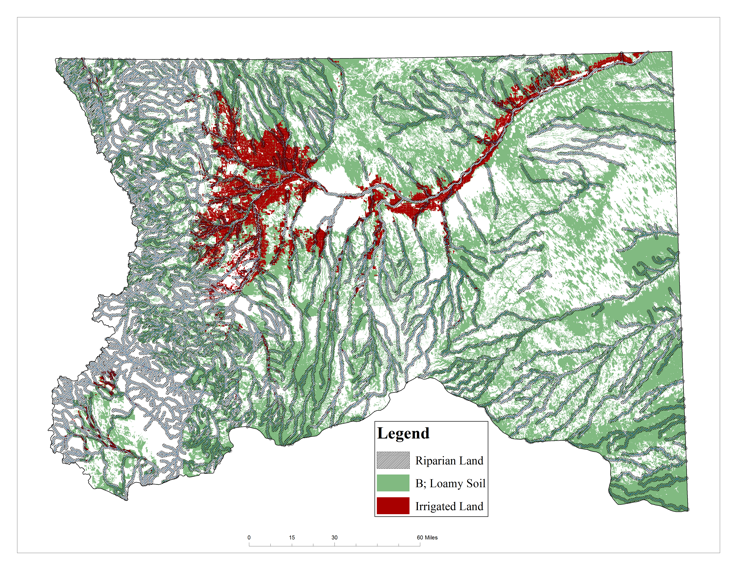 Legend
Riparian Land
B; Loamy Soil
Irrigated Land
0 15 30 60 Miles